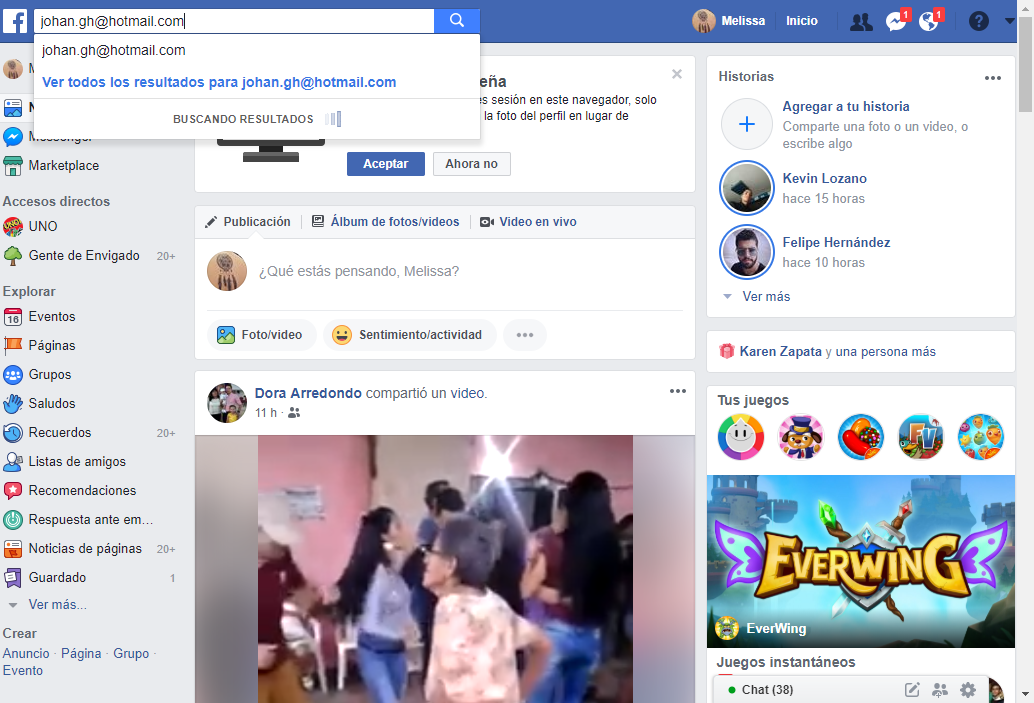 johan.gh@hotmail.com
Melissa
Inicio
1
1
johan.gh@hotmail.com
Ver todos los resultados para johan.gh@hotmail.com
BUSCANDO RESULTADOS
Messenger
Marketplace
Accesos directos
UNO
Gente de Envigado 20+
Explorar
16
Eventos
Páginas
Grupos
Saludos
Recuerdos 20+
Listas de amigos
Recomendaciones
Respuesta ante em...
Noticias de páginas 20+
Guardado 1
Ver más...
Crear
Anuncio · Página · Grupo ·
Evento
eña
es sesión en este navegador, solo
la foto del perfil en lugar de
Aceptar
Ahora no
Publicación
Álbum de fotos/videos
Video en vivo
¿Qué estás pensando, Melissa?
Foto/video
Sentimiento/actividad
Dora Arredondo compartió un video.
11 h ·
Historias
Agregar a tu historia
Comparte una foto o un video, o
escribe algo
Kevin Lozano
hace 15 horas
Felipe Hernández
hace 10 horas
Ver más
Karen Zapata y una persona más
Tus juegos
FV
EVERWING
EverWing
Juegos instantáneos
Chat (38)